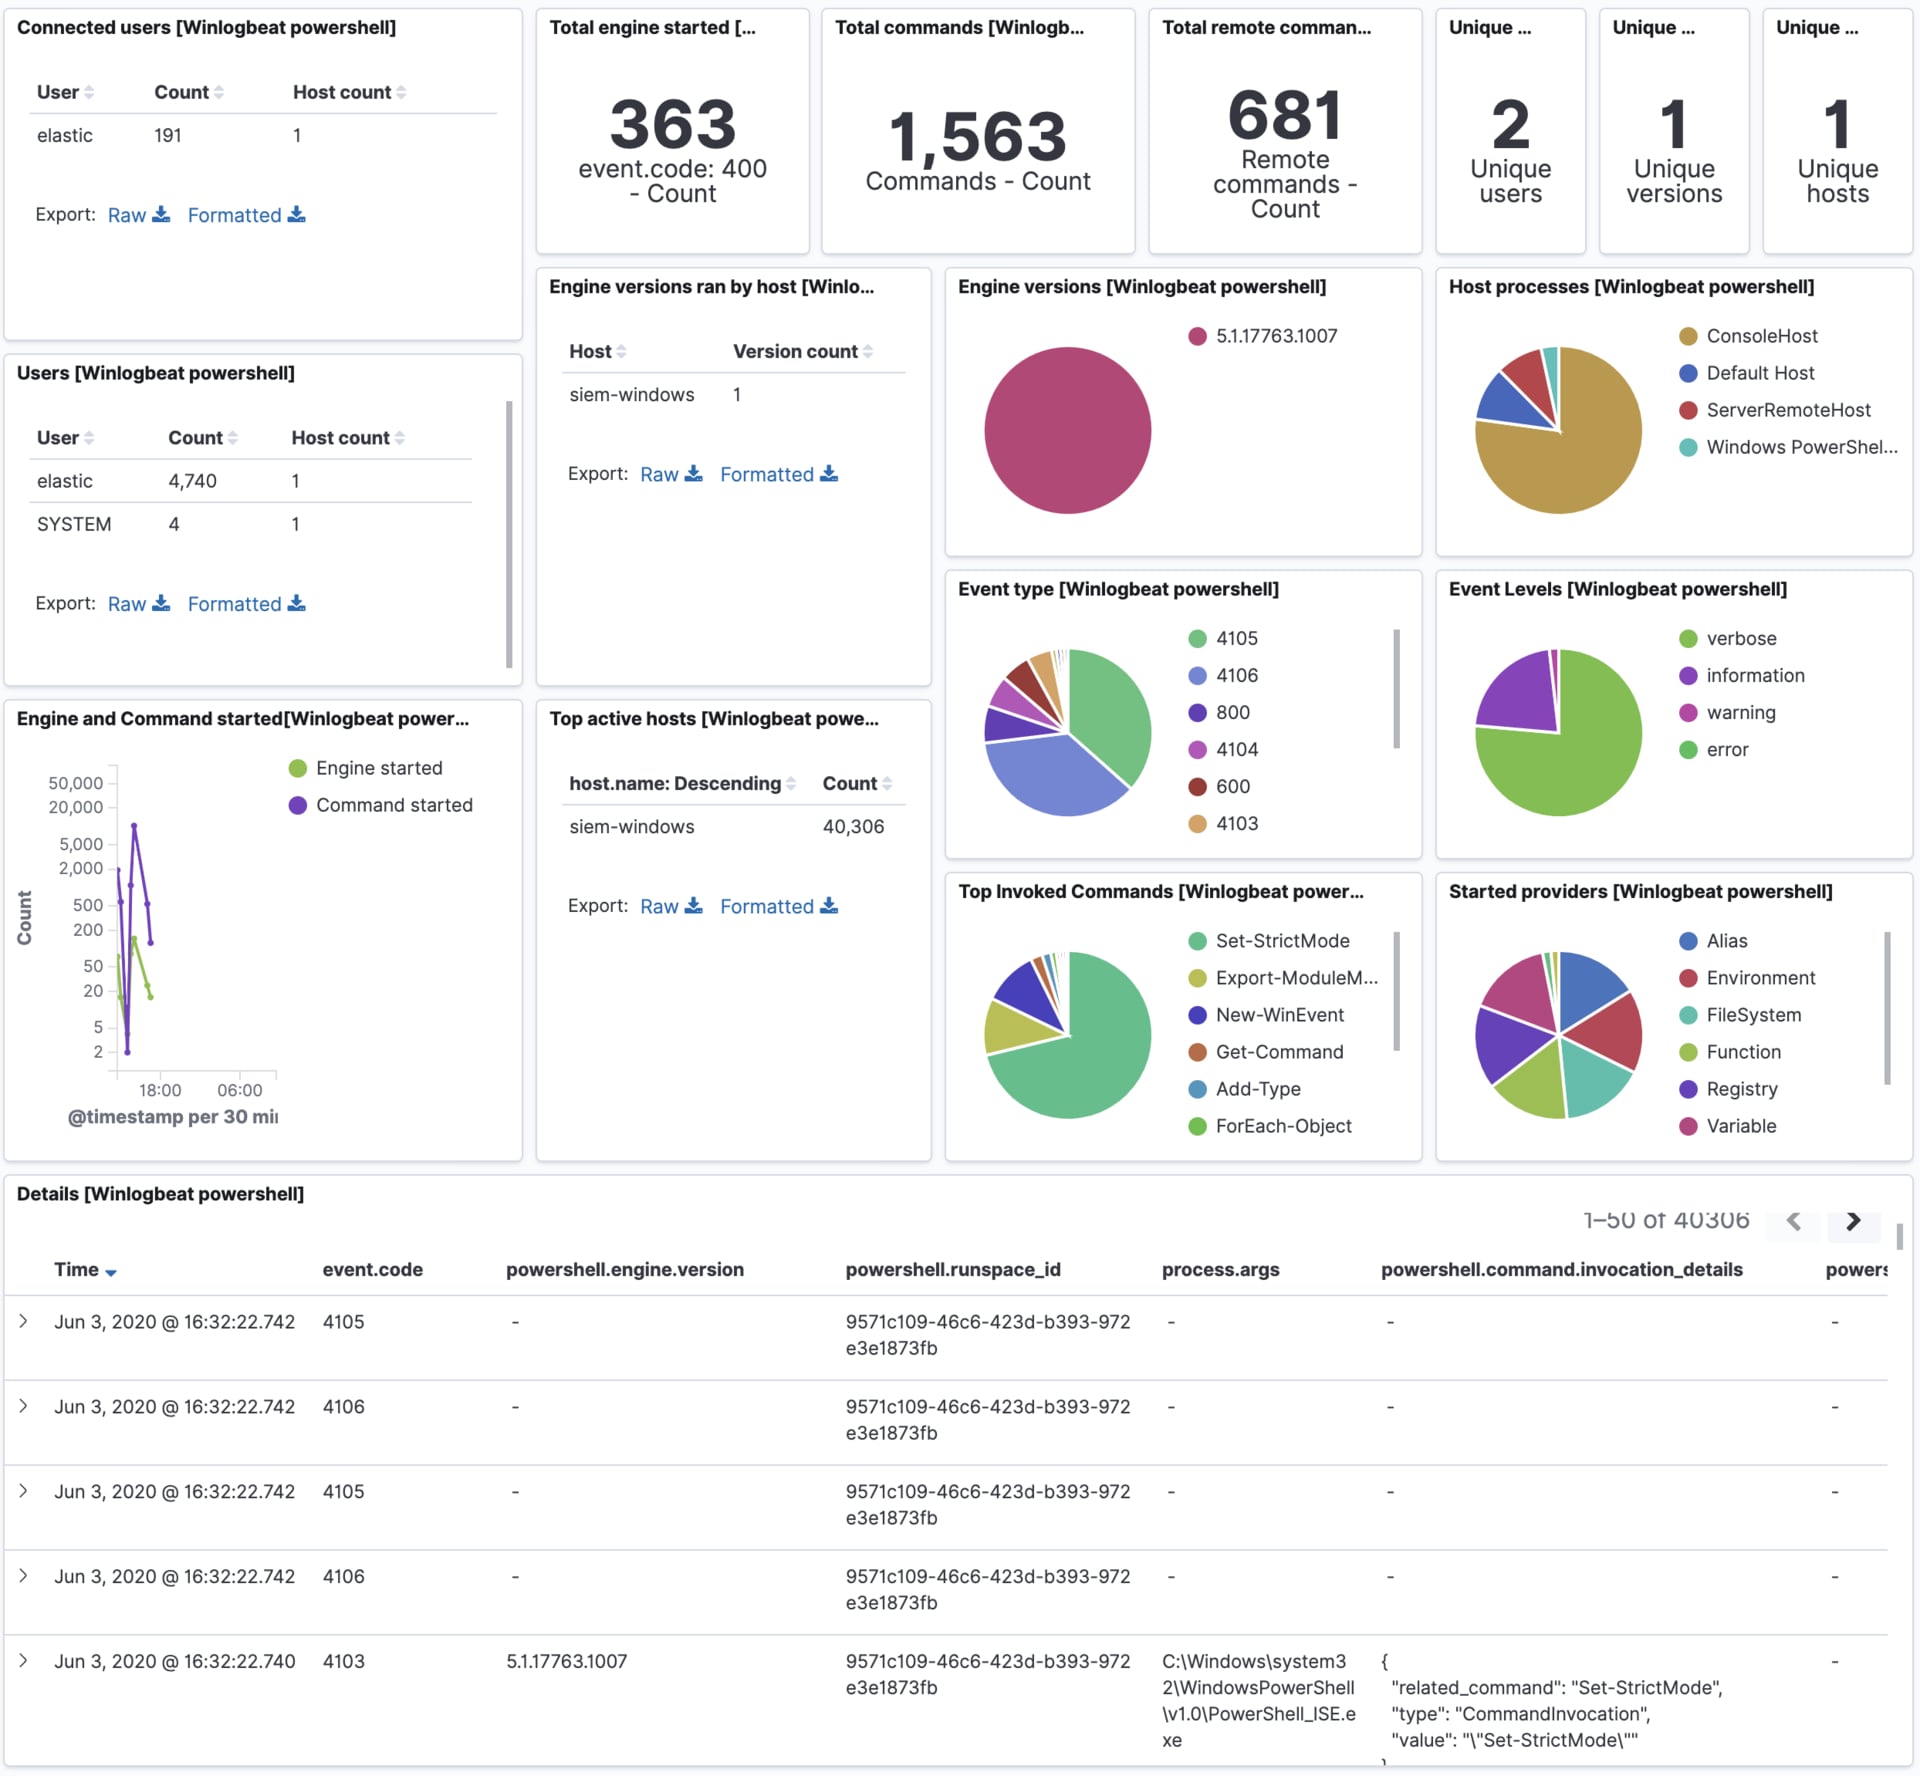 Connected users [Winlogbeat powershell]
User Count Host count
elastic 191 1
Export: Raw Formatted
Total engine started [...
363
event.code: 400
- Count
Total commands [Winlogb...
1,563
Commands - Count
Total remote comman...
681
Remote
commands -
Count
Unique ...
2
Unique
users
Unique ...
1
Unique
versions
Unique ...
1
Unique
hosts
Users [Winlogbeat powershell]
User Count Host count
elastic 4,740 1
SYSTEM 4 1
Export: Raw Formatted
Engine versions ran by host [Winlo...
Host Version count
siem-windows 1
Export: Raw Formatted
Engine versions [Winlogbeat powershell]
5.1.17763.1007
Host processes [Winlogbeat powershell]
ConsoleHost
Default Host
ServerRemoteHost
Windows PowerShel...
Event type [Winlogbeat powershell]
4105
4106
800
4104
600
4103
Event Levels [Winlogbeat powershell]
verbose
information
warning
error
Engine and Command started[Winlogbeat power...
Engine started
Command started
50,000
20,000
5,000
2,000
500
200
50
20
5
2
Count
18:00 06:00
@timestamp per 30 min
Top active hosts [Winlogbeat powe...
host.name: Descending Count
siem-windows 40,306
Export: Raw Formatted
Top Invoked Commands [Winlogbeat power...
Set-StrictMode
Export-ModuleM...
New-WinEvent
Get-Command
Add-Type
ForEach-Object
Started providers [Winlogbeat powershell]
Alias
Environment
FileSystem
Function
Registry
Variable
Details [Winlogbeat powershell]
1–50 of 40306
Time event.code powershell.engine.version powershell.runspace_id process.args powershell.command.invocation_details powers
Jun 3, 2020 @ 16:32:22.742 4105 - 9571c109-46c6-423d-b393-972 - - -
e3e1873fb
Jun 3, 2020 @ 16:32:22.742 4106 - 9571c109-46c6-423d-b393-972 - - -
e3e1873fb
Jun 3, 2020 @ 16:32:22.742 4105 - 9571c109-46c6-423d-b393-972 - - -
e3e1873fb
Jun 3, 2020 @ 16:32:22.742 4106 - 9571c109-46c6-423d-b393-972 - - -
e3e1873fb
Jun 3, 2020 @ 16:32:22.740 4103 5.1.17763.1007 9571c109-46c6-423d-b393-972 C:\Windows\system3 { -
e3e1873fb 2\WindowsPowerShell "related_command": "Set-StrictMode",
\v1.0\PowerShell_ISE.e "type": "CommandInvocation",
xe "value": "\"Set-StrictMode\""
}